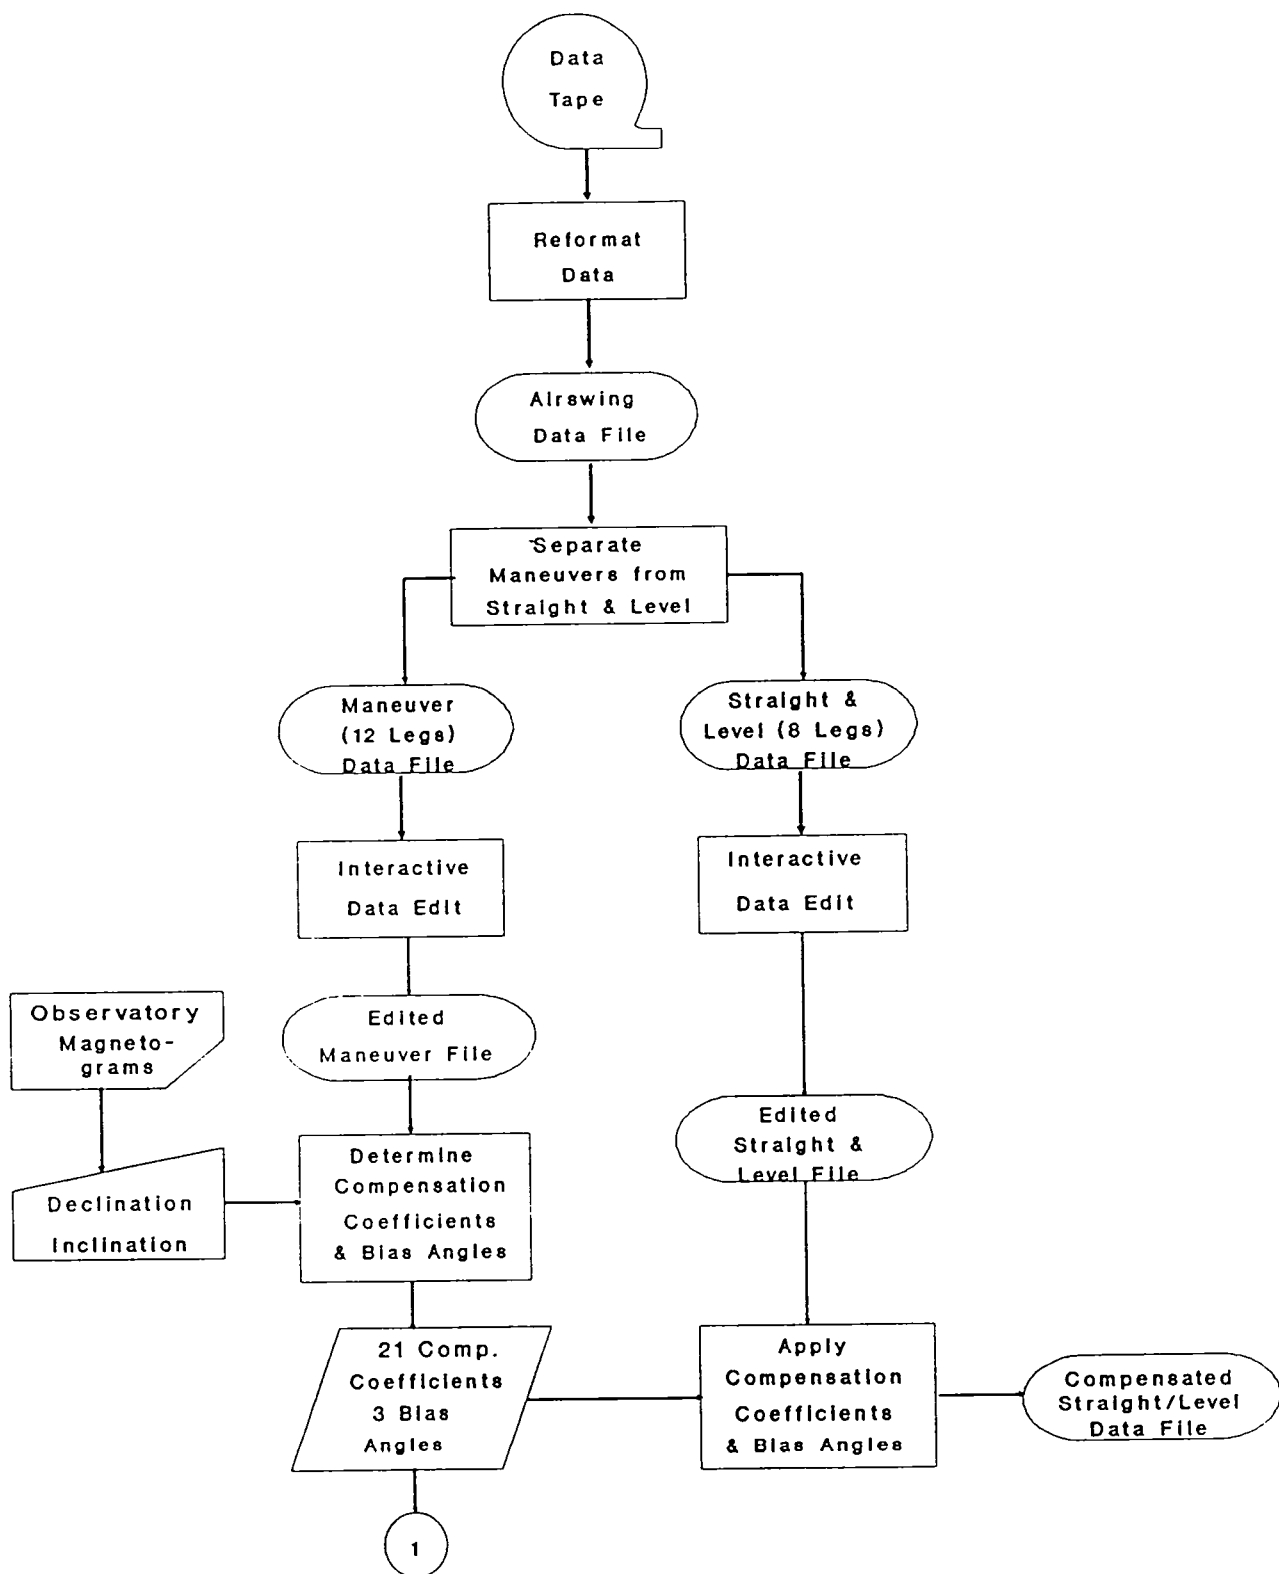 Data
Tape
Reformat
Data
Airswing
Data File
Separate
Maneuvers from
Straight & Level
Maneuver
(12 Legs)
Data File
Straight &
Level (8 Legs)
Data File
Interactive
Data Edit
Interactive
Data Edit
Observatory
Magneto-
grams
Edited
Maneuver File
Edited
Straight &
Level File
Declination
Inclination
Determine
Compensation
Coefficients
& Bias Angles
21 Comp.
Coefficients
3 Bias
Angles
Apply
Compensation
Coefficients
& Bias Angles
Compensated
Straight/Level
Data File
1